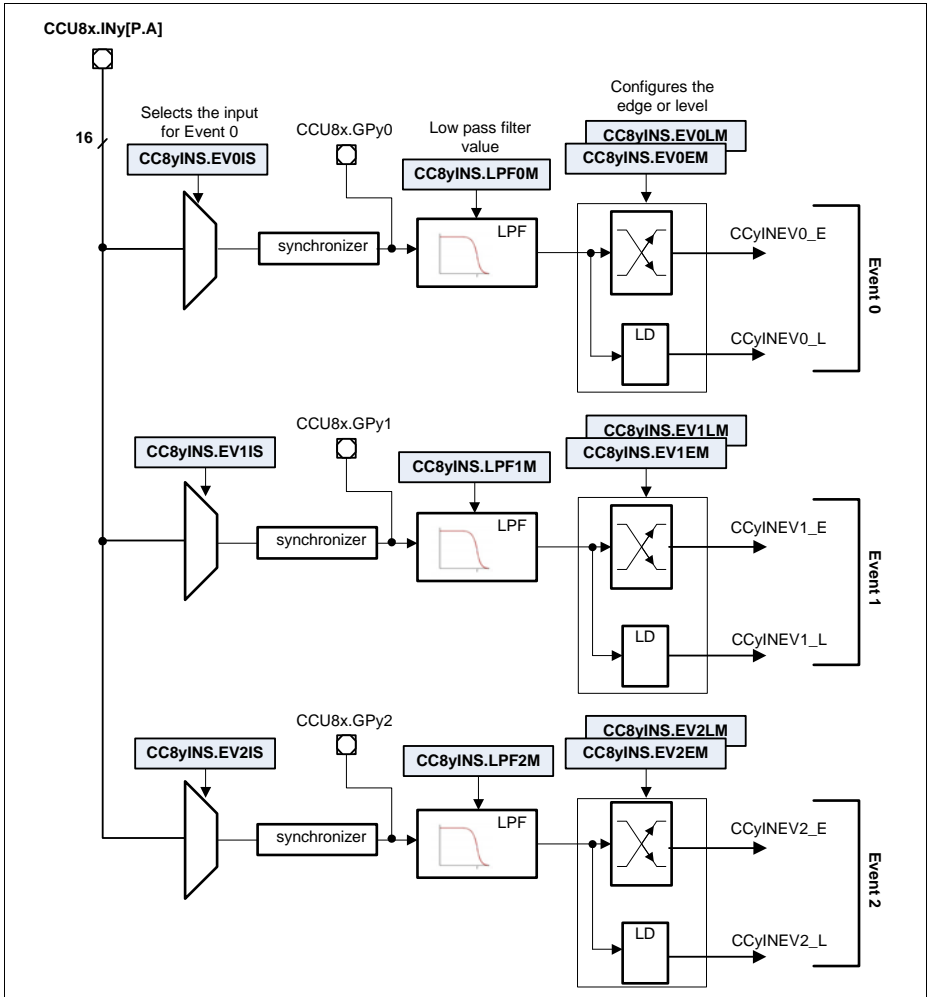 CCU8x.INy[P.A]
16
Selects the input
for Event 0
CC8yINS.EV0IS
synchronizer
CCU8x.GPy0
Low pass filter
value
CC8yINS.LPF0M
LPF
Configures the
edge or level
CC8yINS.EV0LM
CC8yINS.EV0EM
LD
CCyINEV0_E
CCyINEV0_L
Event 0
CC8yINS.EV1IS
synchronizer
CCU8x.GPy1
CC8yINS.LPF1M
LPF
CC8yINS.EV1LM
CC8yINS.EV1EM
LD
CCyINEV1_E
CCyINEV1_L
Event 1
CC8yINS.EV2IS
synchronizer
CCU8x.GPy2
CC8yINS.LPF2M
LPF
CC8yINS.EV2LM
CC8yINS.EV2EM
LD
CCyINEV2_E
CCyINEV2_L
Event 2